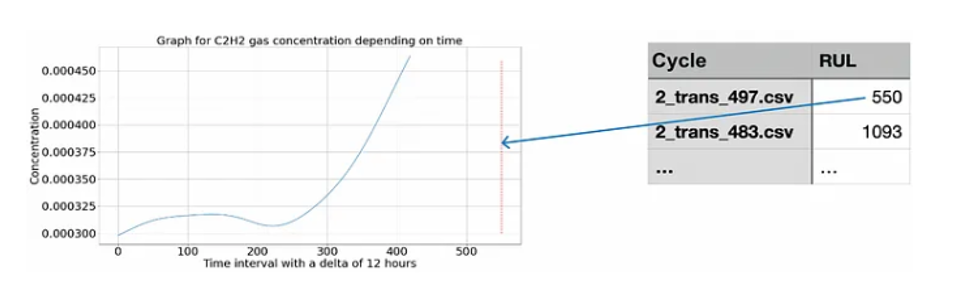 Graph for C2H2 gas concentration depending on time
Concentration
0.000450
0.000425
0.000400
0.000375
0.000350
0.000325
0.000300
0 100 200 300 400 500
Time interval with a delta of 12 hours
Cycle RUL
2_trans_497.csv 550
2_trans_483.csv 1093
... ...